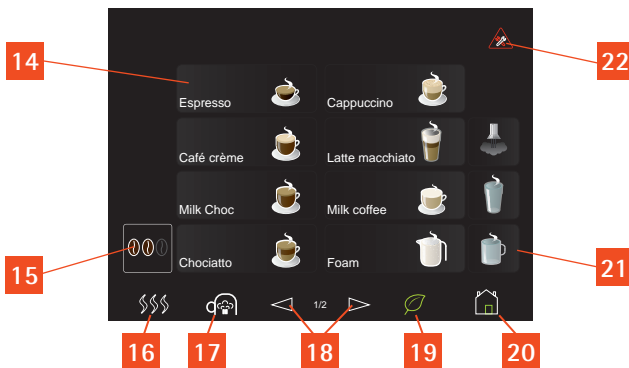 14
22
Espresso
Cappuccino
Café crème
Latte macchiato
Milk Choc
Milk coffee
Chociatto
Foam
15
21
1/2
16
17
18
19
20